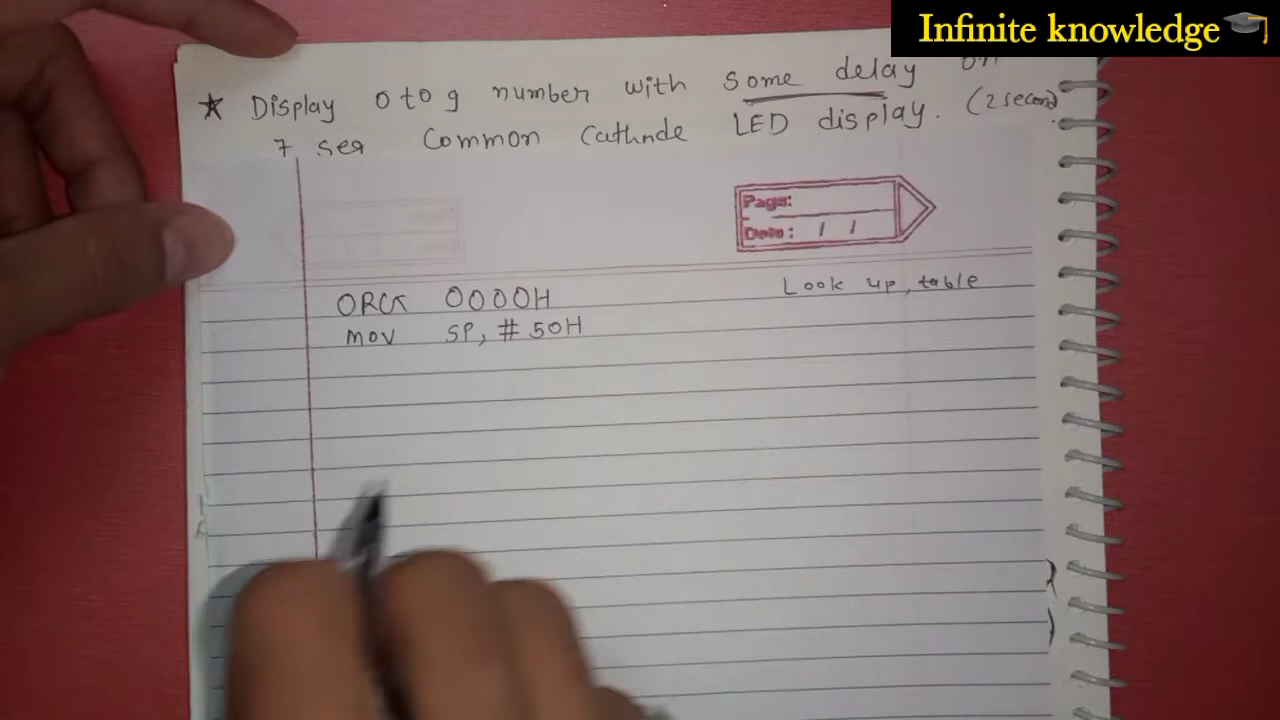 Infinite knowledge
★ Display 0 to 9 number with some delay on
7 seg Common Cathode LED display. (2 second
Page:
Date: / /
Look up, table
ORG 0000H
MOV SP, # 50H